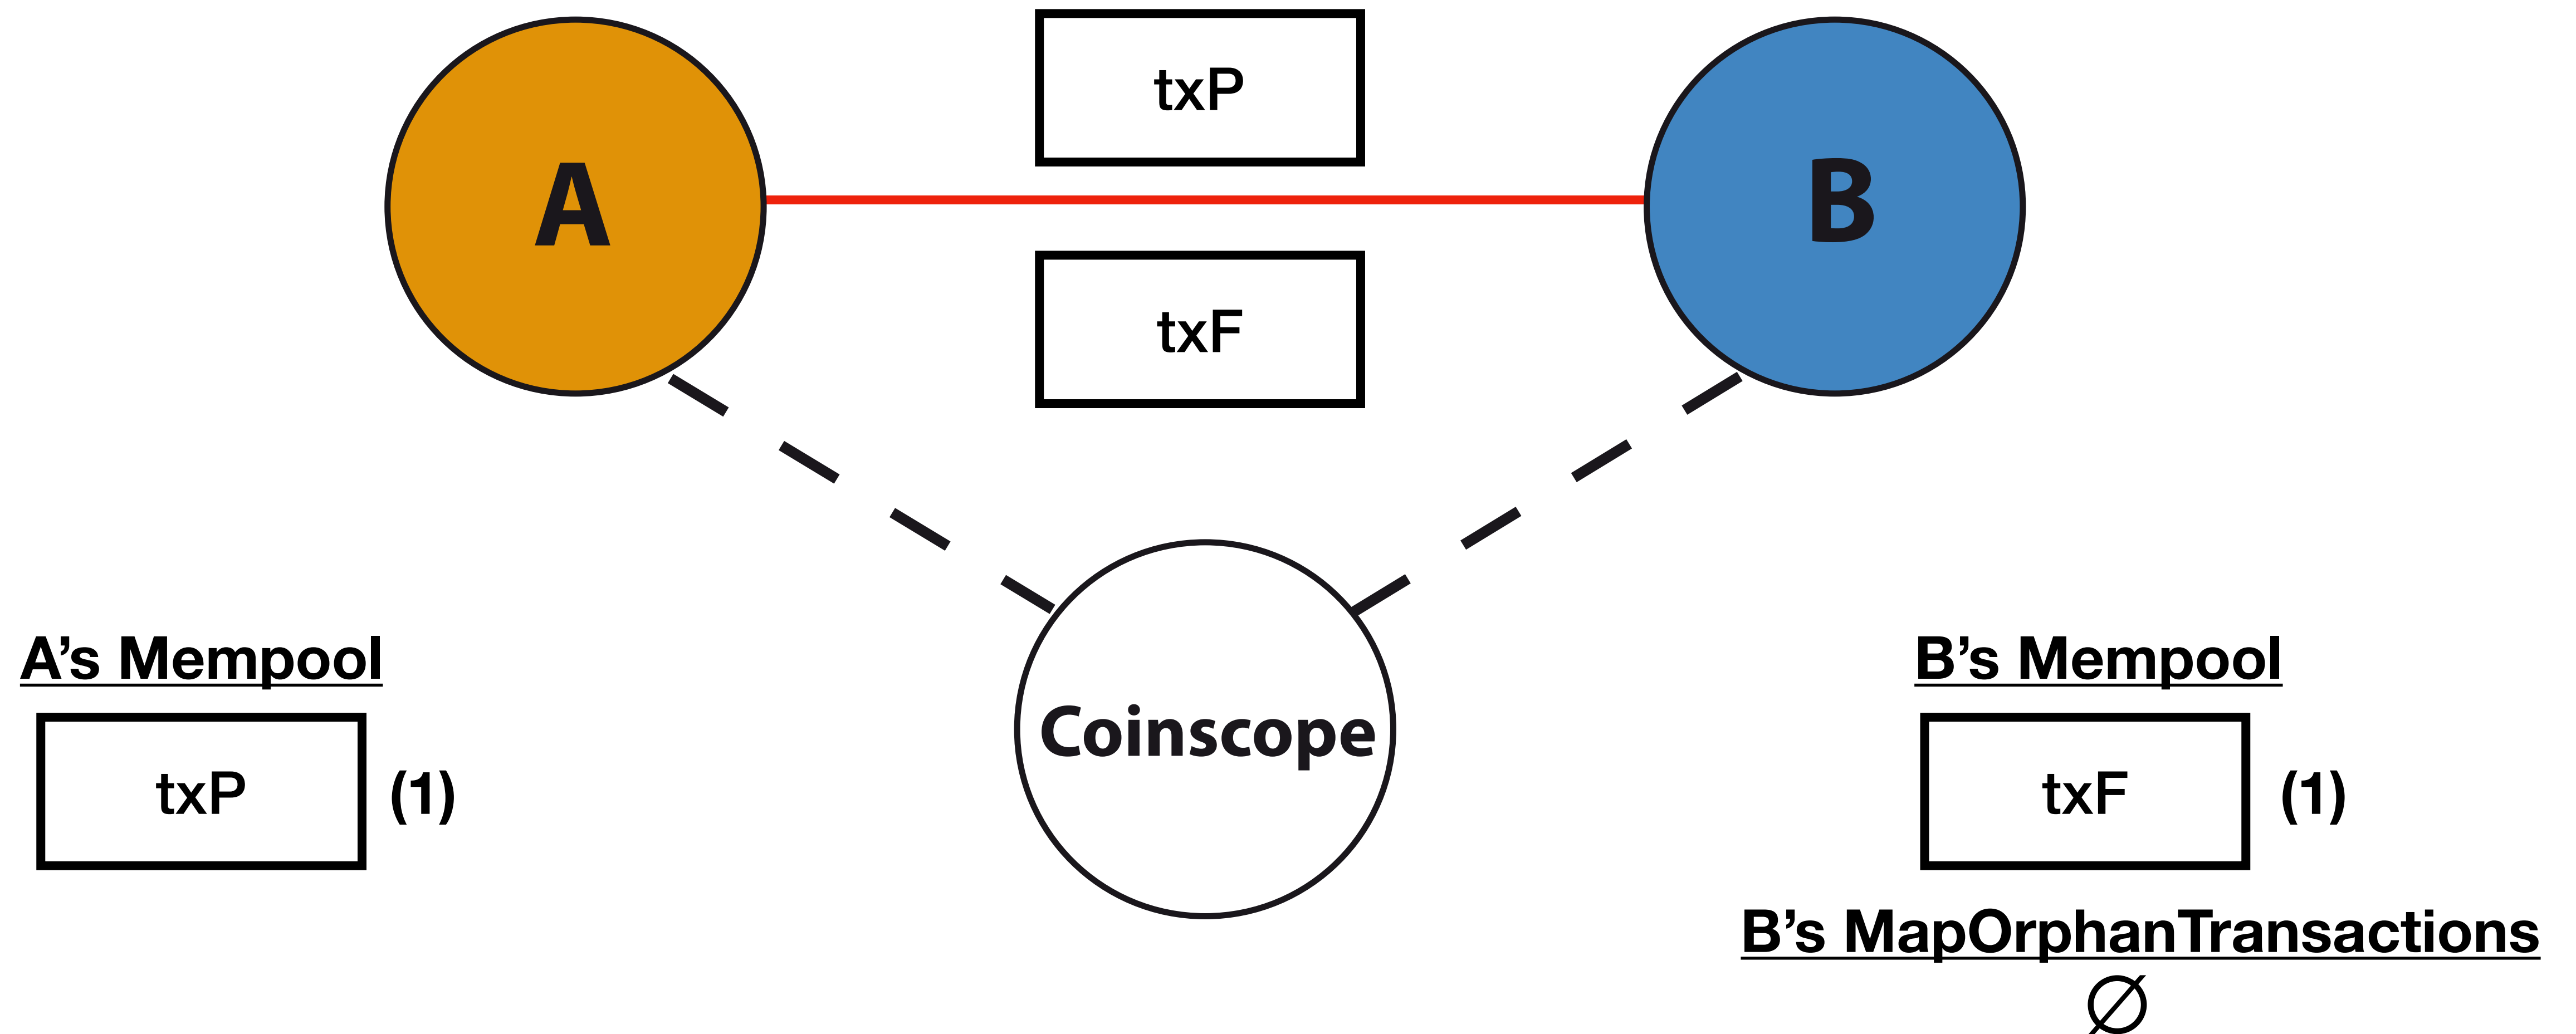 txP
A
B
txF
Coinscope
A’s Mempool
txP (1)
B’s Mempool
txF (1)
B’s MapOrphanTransactions
∅